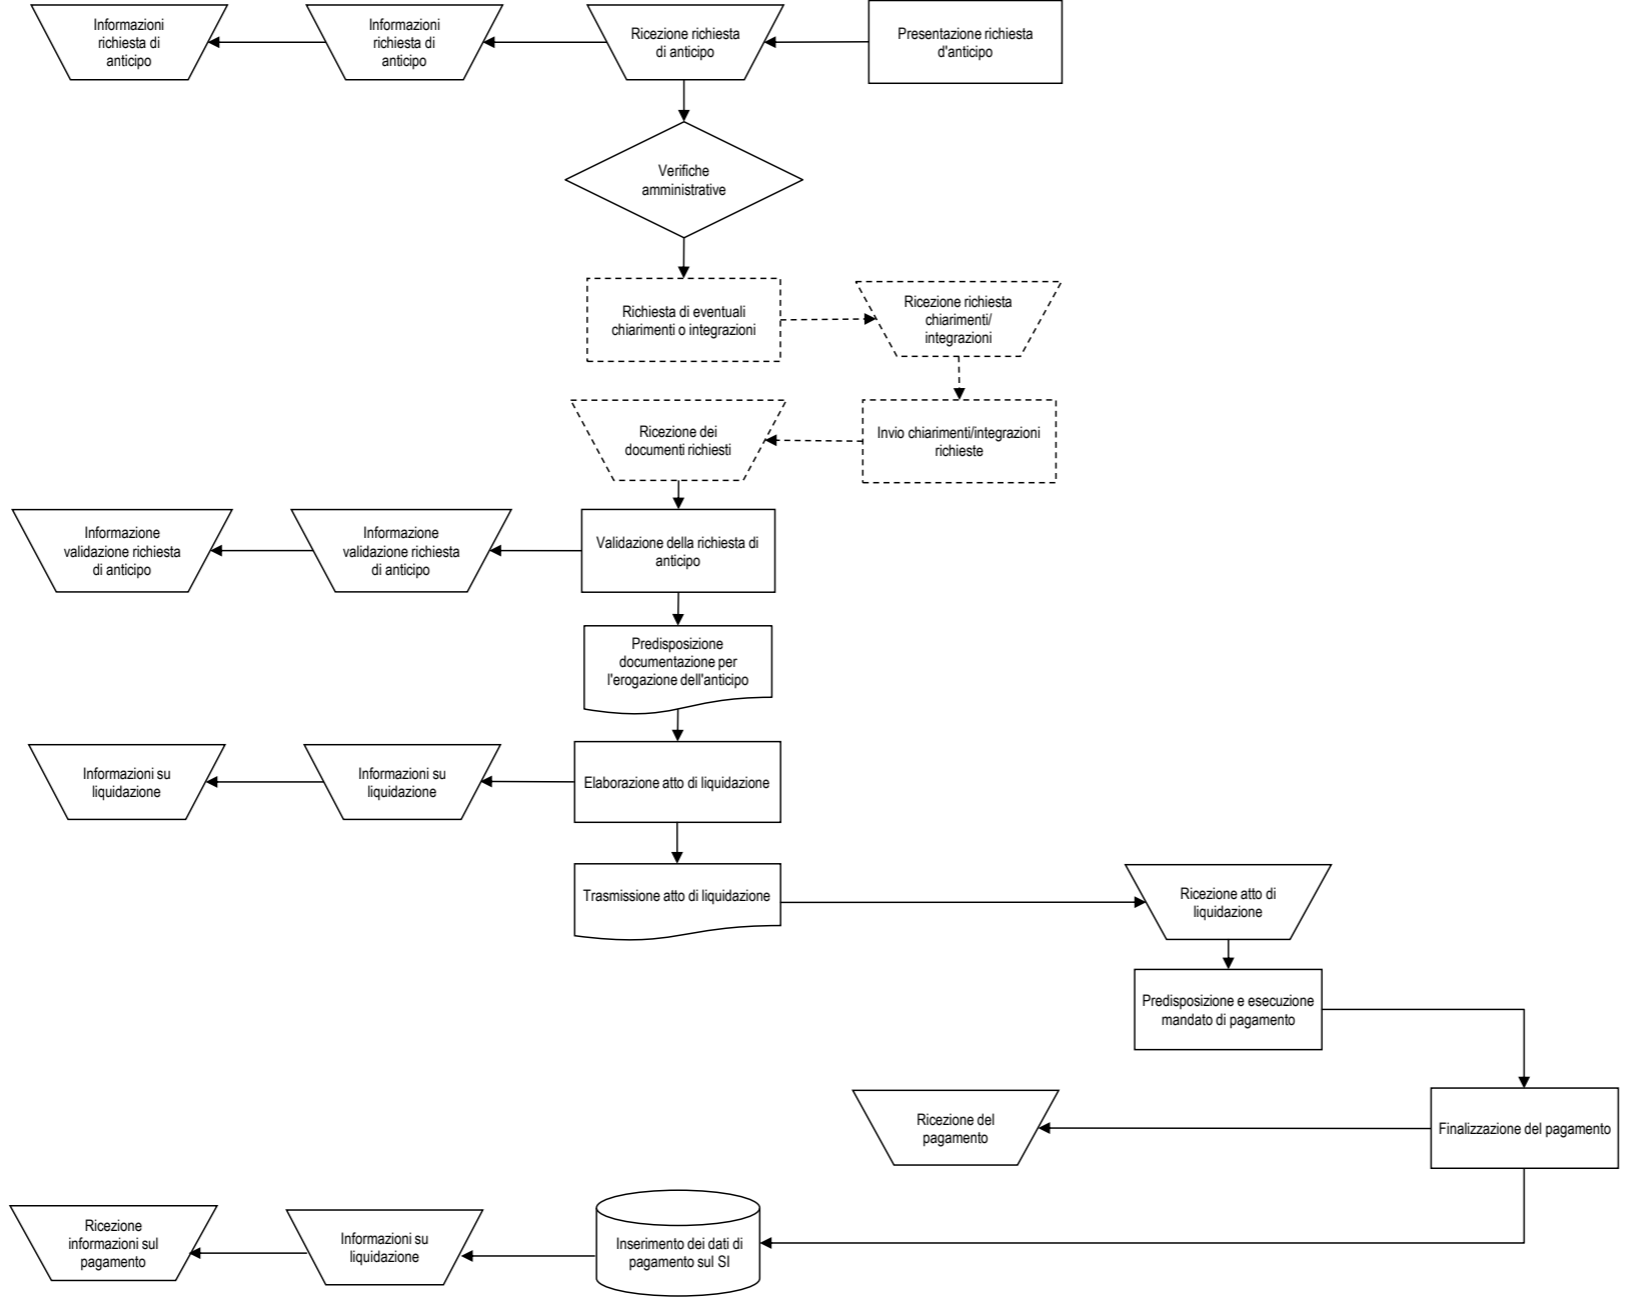 Informazioni
richiesta di
anticipo
Informazioni
richiesta di
anticipo
Ricezione richiesta
di anticipo
Presentazione richiesta
d'anticipo
Verifiche
amministrative
Richiesta di eventuali
chiarimenti o integrazioni
Ricezione richiesta
chiarimenti/
integrazioni
Ricezione dei
documenti richiesti
Invio chiarimenti/integrazioni
richieste
Informazione
validazione richiesta
di anticipo
Informazione
validazione richiesta
di anticipo
Validazione della richiesta di
anticipo
Predisposizione
documentazione per
l'erogazione dell'anticipo
Informazioni su
liquidazione
Informazioni su
liquidazione
Elaborazione atto di liquidazione
Trasmissione atto di liquidazione
Ricezione atto di
liquidazione
Predisposizione e esecuzione
mandato di pagamento
Ricezione del
pagamento
Finalizzazione del pagamento
Ricezione
informazioni sul
pagamento
Informazioni su
liquidazione
Inserimento dei dati di
pagamento sul SI